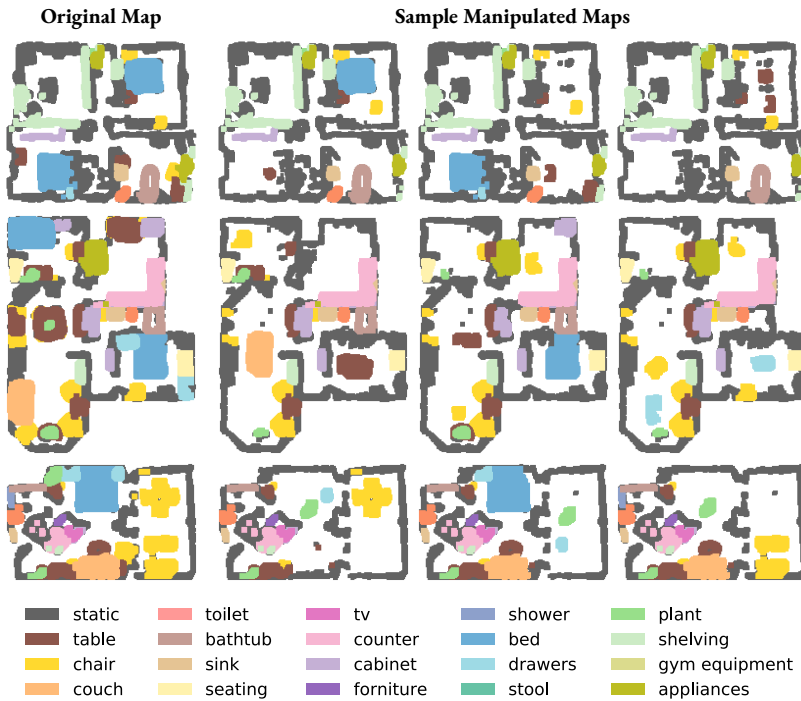 Original Map
Sample Manipulated Maps
static toilet tv shower plant
table bathtub counter bed shelving
chair sink cabinet drawers gym equipment
couch seating forniture stool appliances